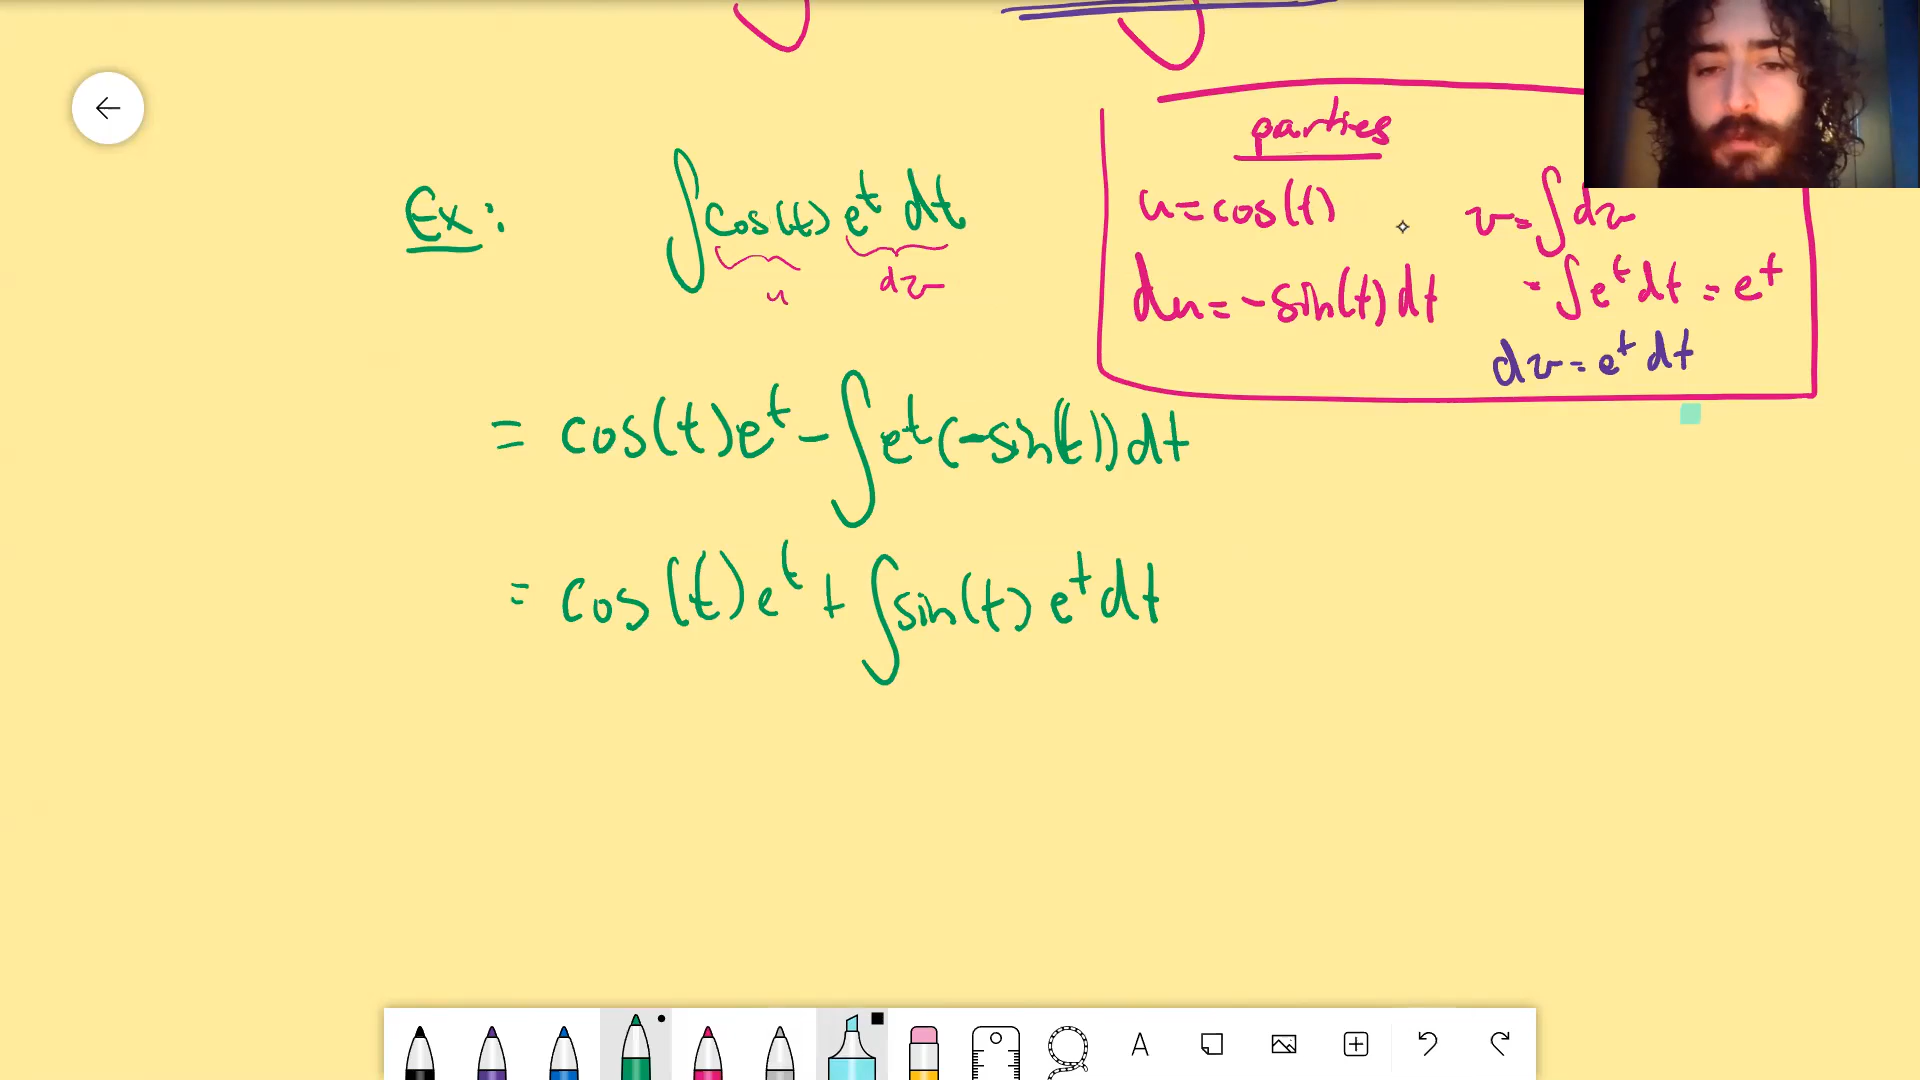 parties
Ex: ∫cos(t) e^t dt
u dv
u=cos(t) v=∫dv
du=-sin(t)dt =∫e^t dt = e^t
dv=e^t dt
= cos(t)e^t - ∫e^t(-sin(t))dt
= cos(t)e^t + ∫sin(t) e^t dt
A